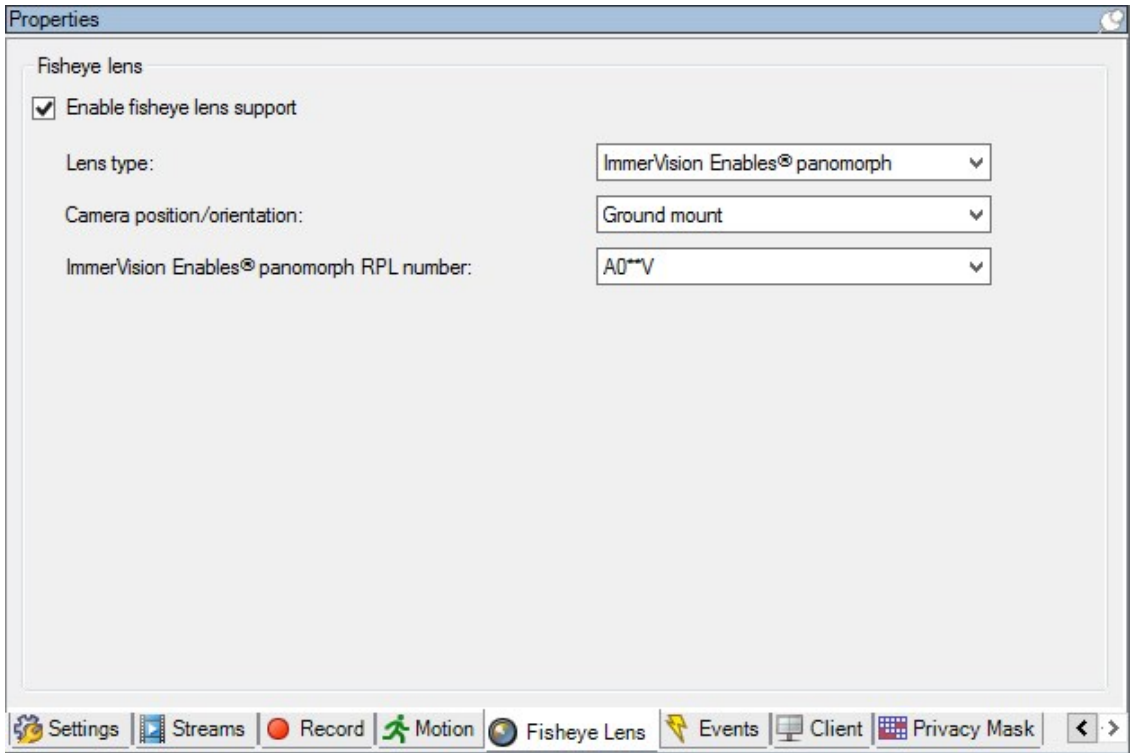 Properties
Fisheye lens
Enable fisheye lens support
Lens type: ImmerVision Enables® panomorph
Camera position/orientation: Ground mount
ImmerVision Enables® panomorph RPL number: A0**V
Settings Streams Record Motion Fisheye Lens Events Client Privacy Mask